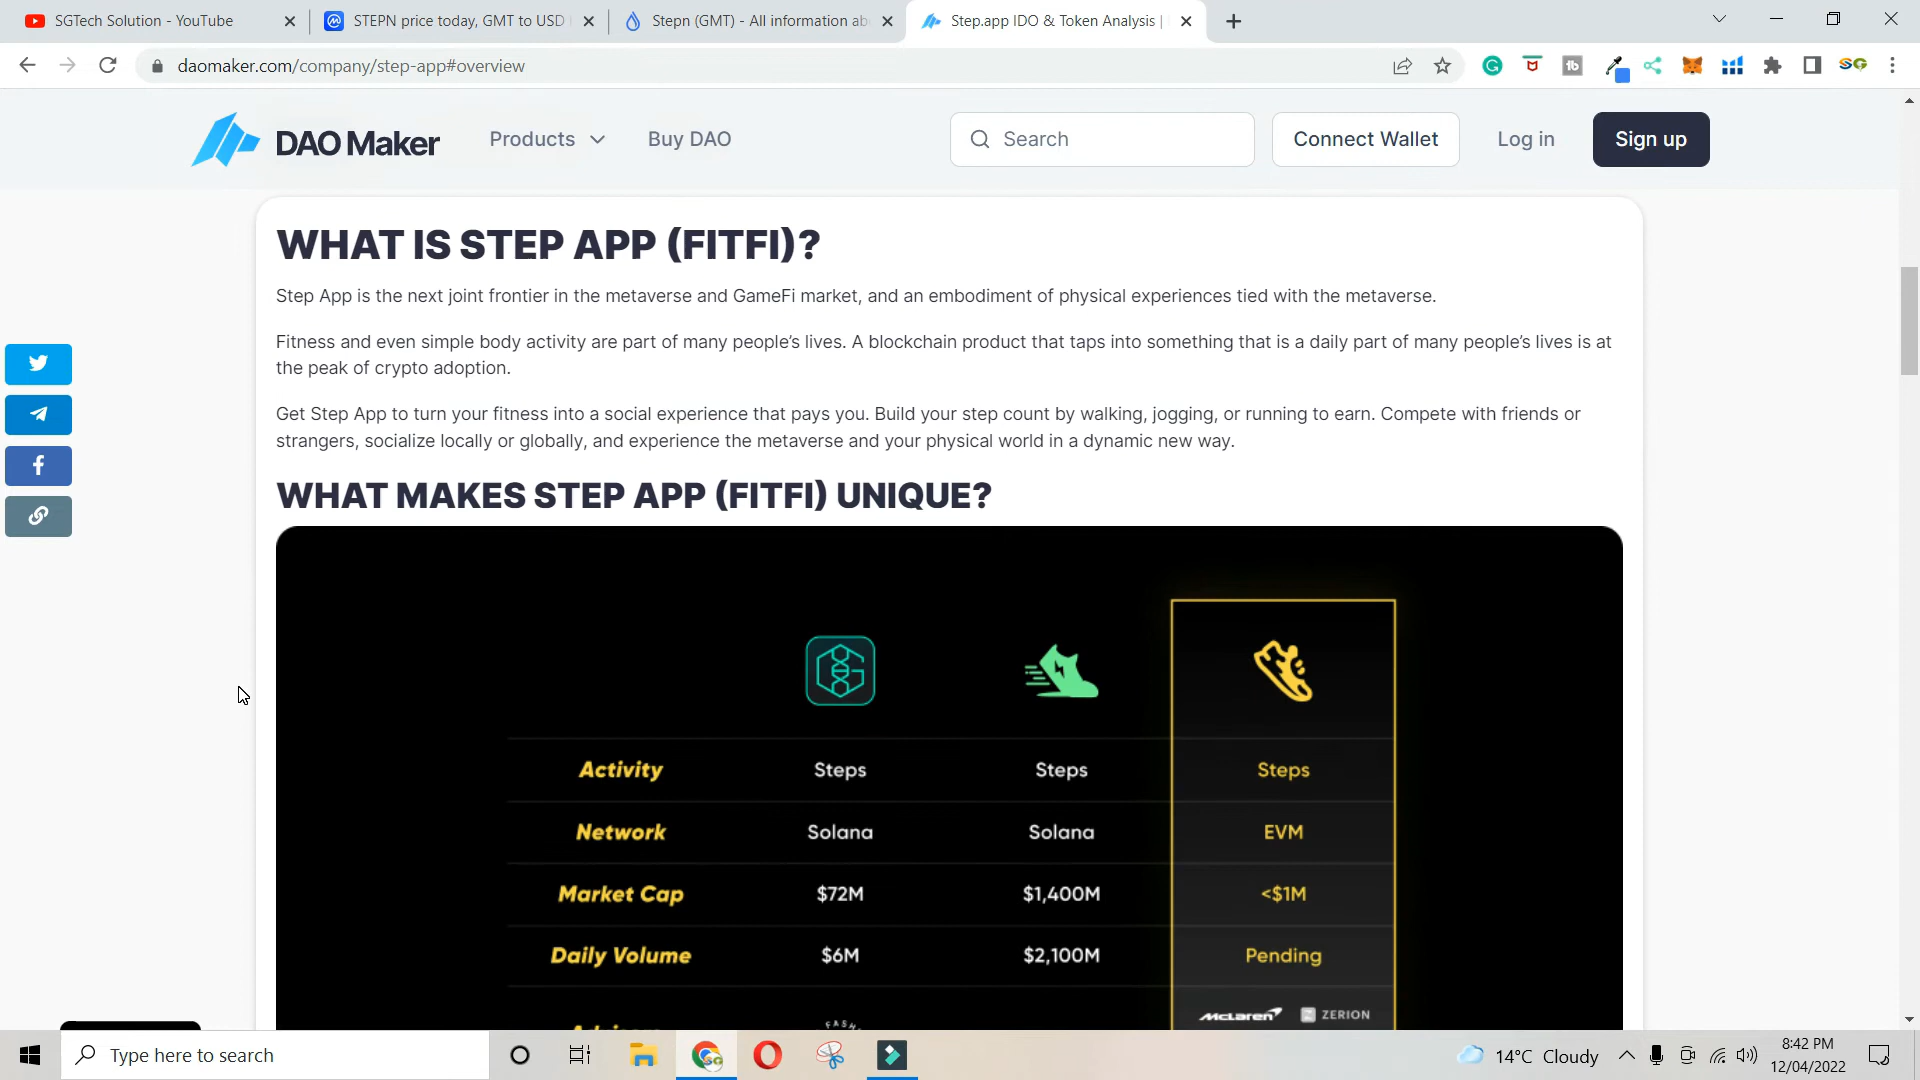 SGTech Solution - YouTube
STEPN price today, GMT to USD
Stepn (GMT) - All information ab
Step.app IDO & Token Analysis |
daomaker.com/company/step-app#overview
DAO Maker
Products
Buy DAO
Search
Connect Wallet
Log in
Sign up
WHAT IS STEP APP (FITFI)?
Step App is the next joint frontier in the metaverse and GameFi market, and an embodiment of physical experiences tied with the metaverse.
Fitness and even simple body activity are part of many people's lives. A blockchain product that taps into something that is a daily part of many people's lives is at
the peak of crypto adoption.
Get Step App to turn your fitness into a social experience that pays you. Build your step count by walking, jogging, or running to earn. Compete with friends or
strangers, socialize locally or globally, and experience the metaverse and your physical world in a dynamic new way.
WHAT MAKES STEP APP (FITFI) UNIQUE?
Activity Steps Steps Steps
Network Solana Solana EVM
Market Cap $72M $1,400M <$1M
Daily Volume $6M $2,100M Pending
McLaren ZERION
Type here to search
14°C Cloudy
8:42 PM
12/04/2022